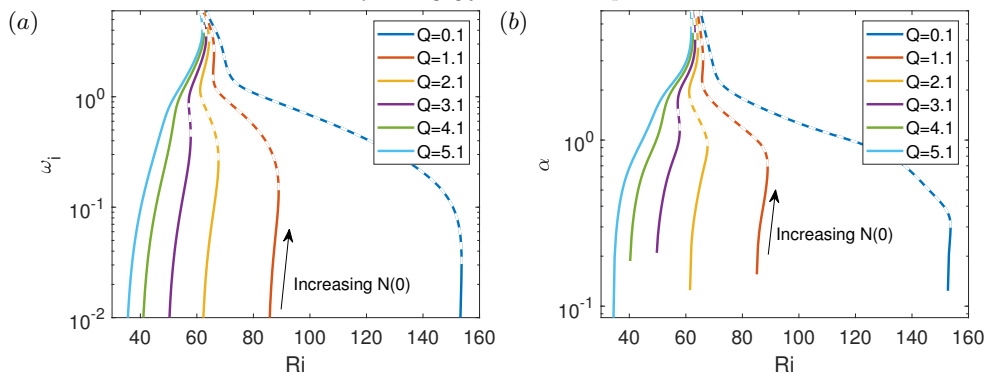 (a)
10^0
10^-1
10^-2
ω_i
40 60 80 100 120 140 160
Ri
Q=0.1
Q=1.1
Q=2.1
Q=3.1
Q=4.1
Q=5.1
Increasing N(0)
(b)
10^0
10^-1
α
40 60 80 100 120 140 160
Ri
Q=0.1
Q=1.1
Q=2.1
Q=3.1
Q=4.1
Q=5.1
Increasing N(0)